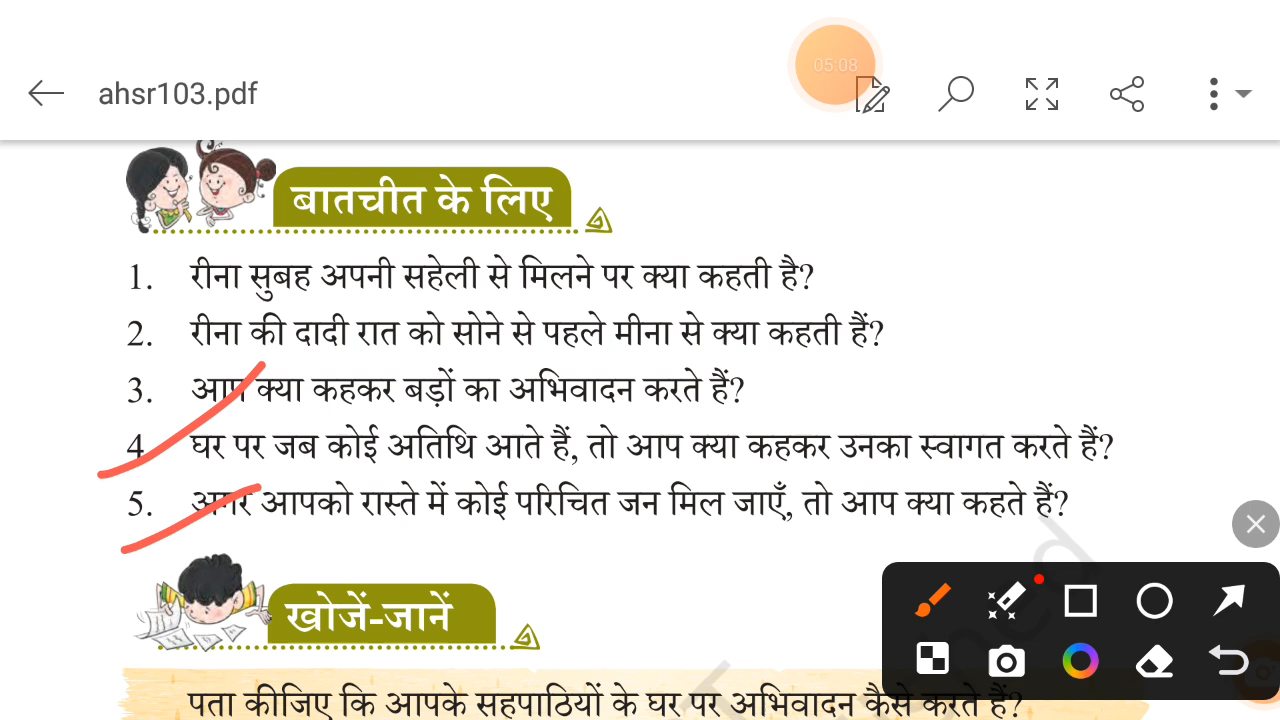 05:08
ahsr103.pdf
बातचीत के लिए
1. रीना सुबह अपनी सहेली से मिलने पर क्या कहती है?
2. रीना की दादी रात को सोने से पहले मीना से क्या कहती हैं?
3. आप क्या कहकर बड़ों का अभिवादन करते हैं?
4. घर पर जब कोई अतिथि आते हैं, तो आप क्या कहकर उनका स्वागत करते हैं?
5. अगर आपको रास्ते में कोई परिचित जन मिल जाएँ, तो आप क्या कहते हैं?
खोजें-जानें
पता कीजिए कि आपके सहपाठियों के घर पर अभिवादन कैसे करते हैं?